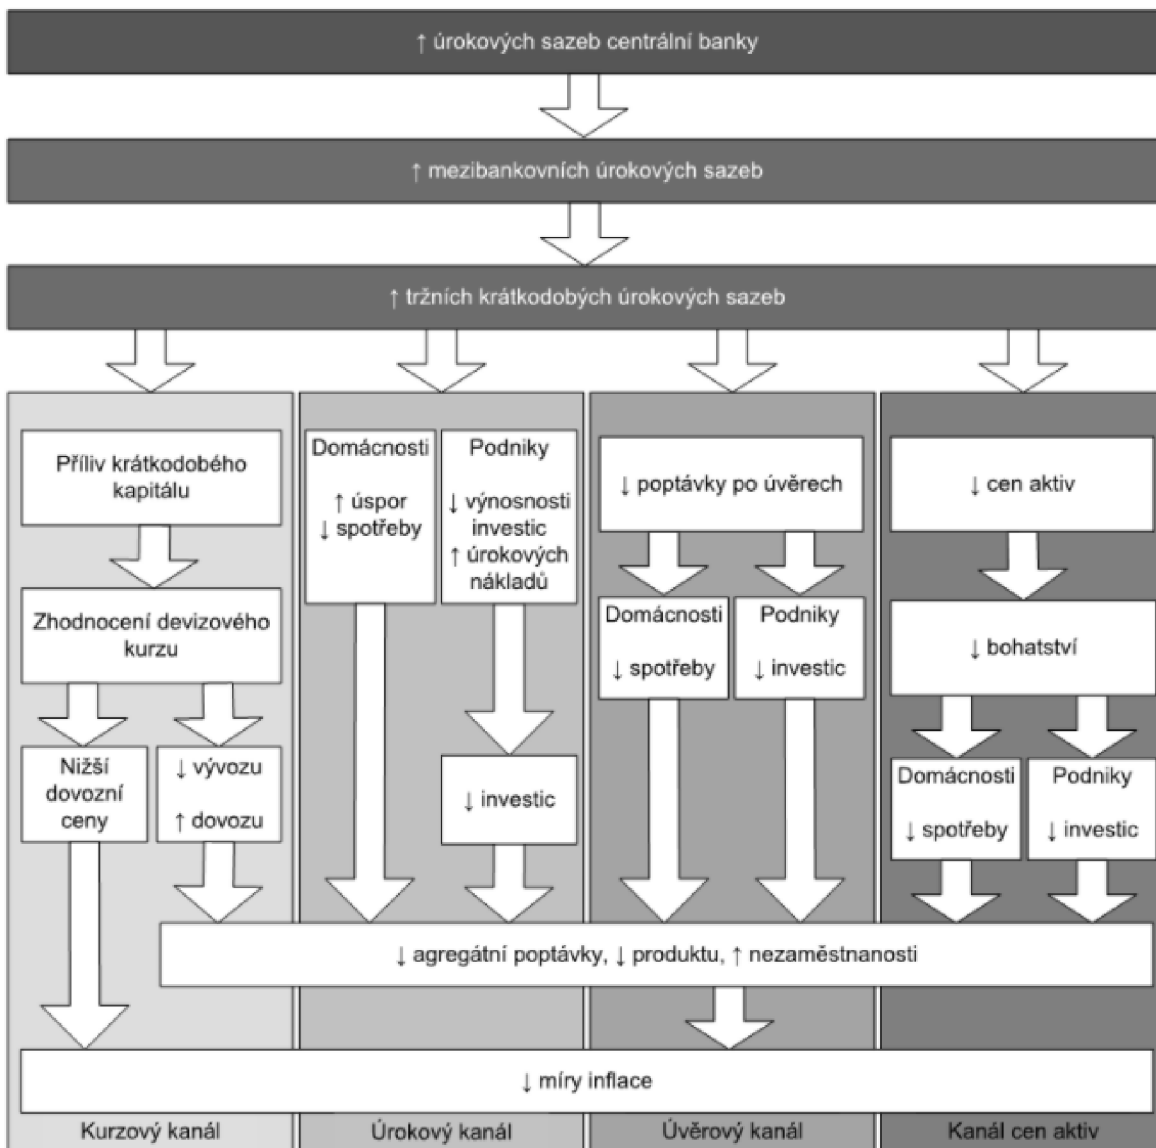 ↑ úrokových sazeb centrální banky
↑ mezibankovních úrokových sazeb
↑ tržních krátkodobých úrokových sazeb
Příliv krátkodobého
kapitálu
Zhodnocení devizového
kurzu
Nižší
dovozní
ceny
↓ vývozu
↑ dovozu
Domácnosti
↑ úspor
↓ spotřeby
Podniky
↓ výnosnosti
investic
↑ úrokových
nákladů
↓ investic
↓ poptávky po úvěrech
Domácnosti
↓ spotřeby
Podniky
↓ investic
↓ cen aktiv
↓ bohatství
Domácnosti
↓ spotřeby
Podniky
↓ investic
↓ agregátní poptávky, ↓ produktu, ↑ nezaměstnanosti
↓ míry inflace
Kurzový kanál
Úrokový kanál
Úvěrový kanál
Kanál cen aktiv